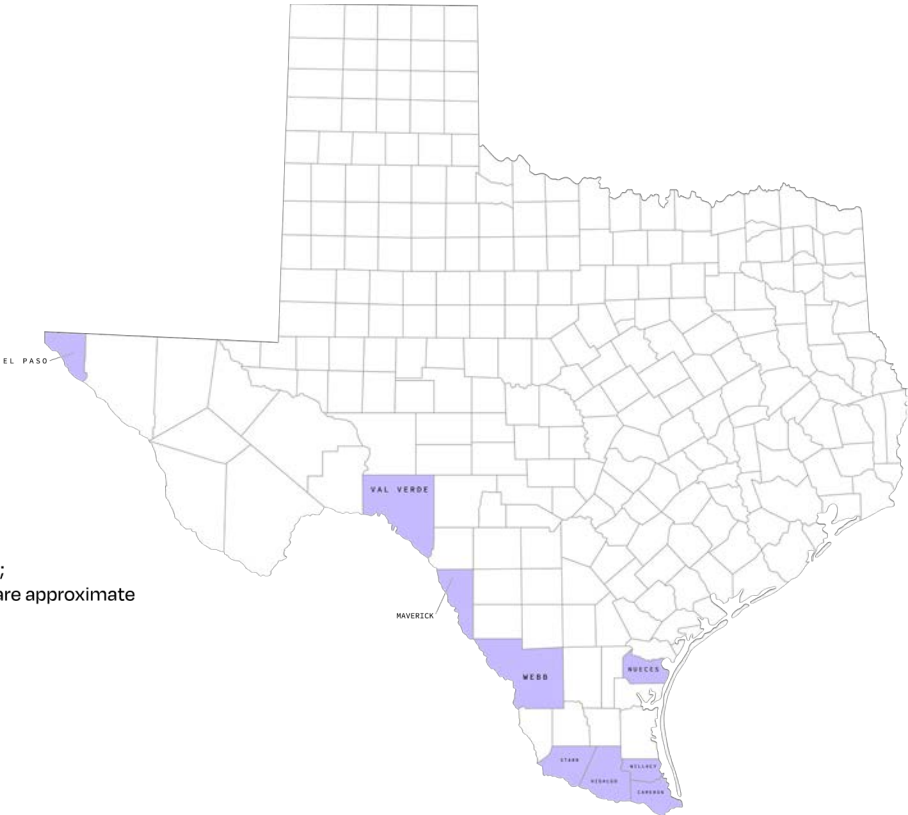 EL PASO
VAL VERDE
;
are approximate
MAVERICK
WEBB
NUECES
STARR
WILLACY
HIDALGO
CAMERON